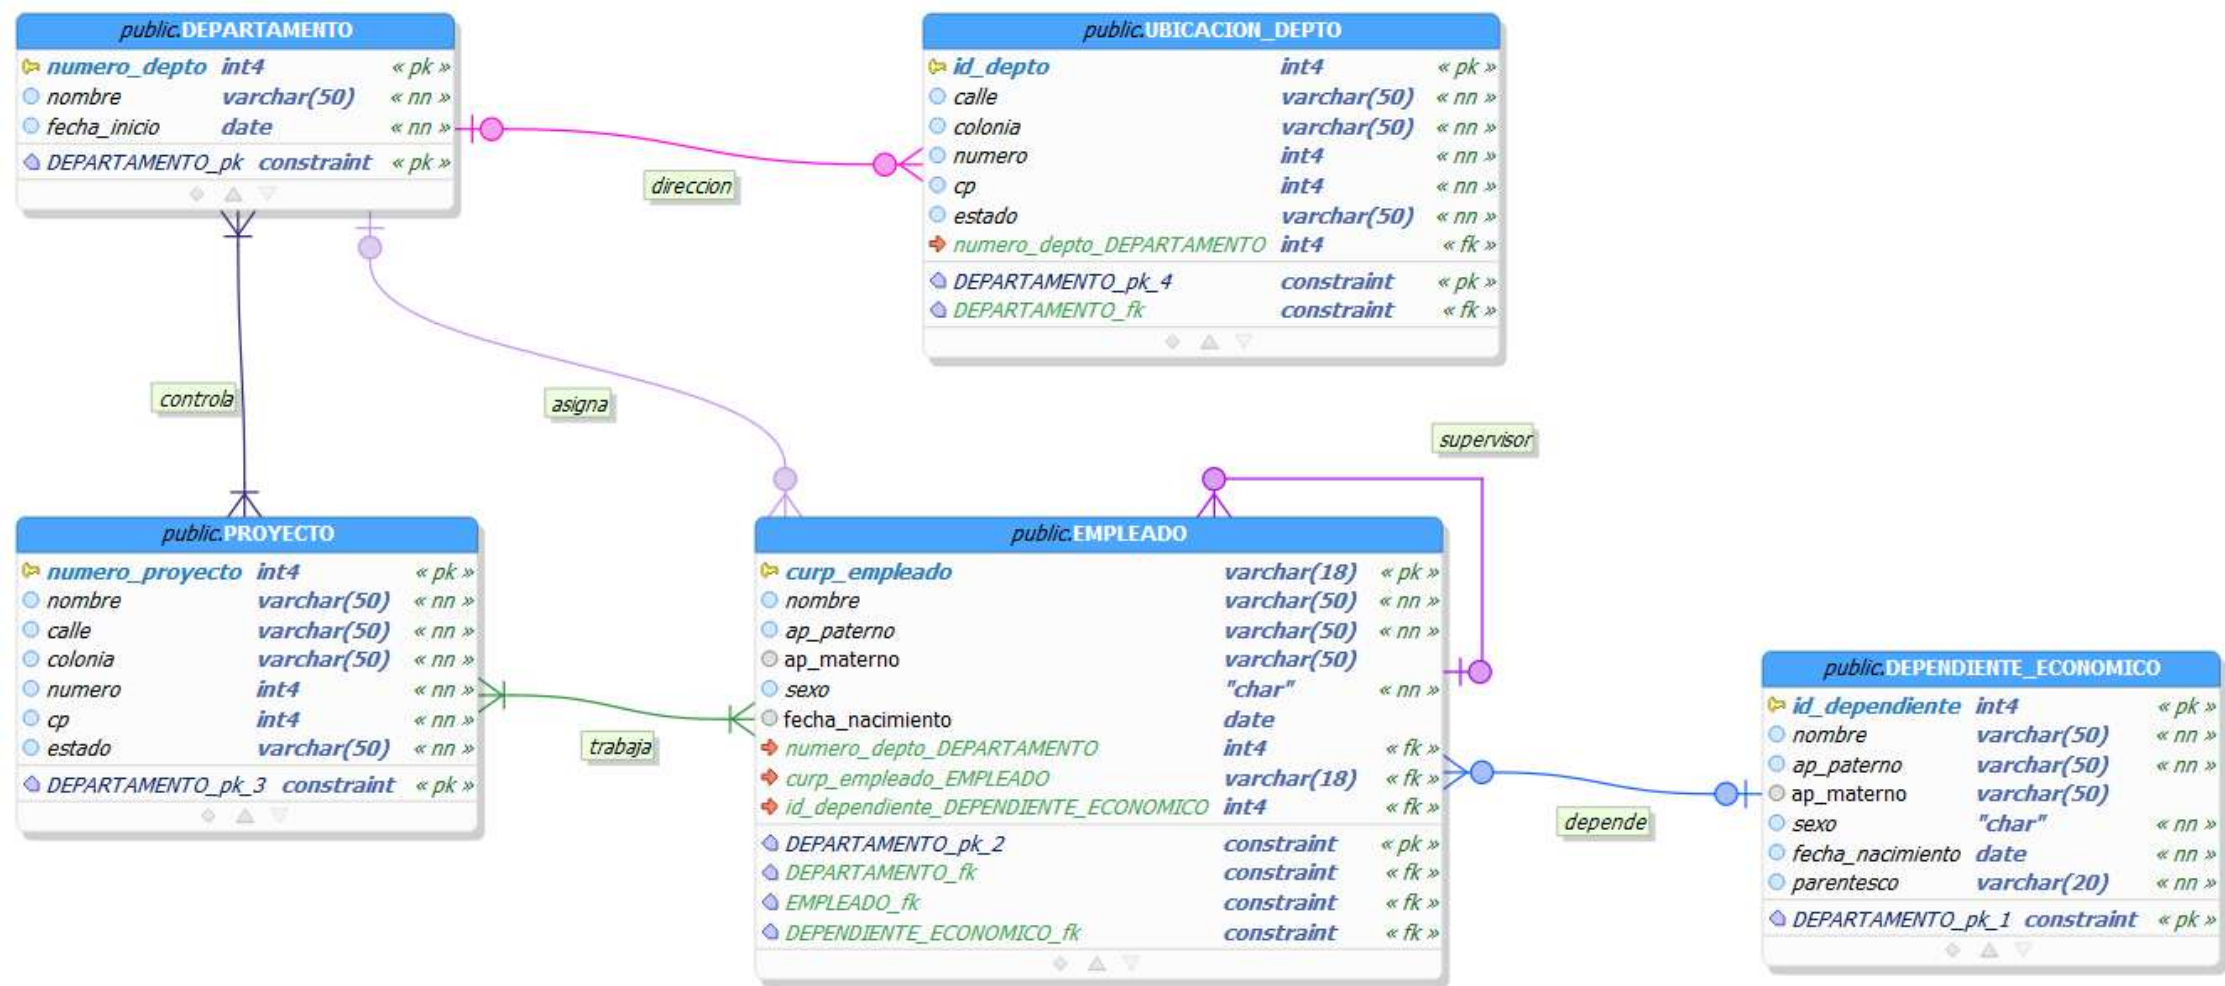 public.DEPARTAMENTO
numero_depto int4 « pk »
nombre varchar(50) « nn »
fecha_inicio date « nn »
DEPARTAMENTO_pk constraint « pk »
public.UBICACION_DEPTO
id_depto int4 « pk »
calle varchar(50) « nn »
colonia varchar(50) « nn »
numero int4 « nn »
cp int4 « nn »
estado varchar(50) « nn »
numero_depto_DEPARTAMENTO int4 « fk »
DEPARTAMENTO_pk_4 constraint « pk »
DEPARTAMENTO_fk constraint « fk »
direccion
controla
asigna
supervisor
public.PROYECTO
numero_proyecto int4 « pk »
nombre varchar(50) « nn »
calle varchar(50) « nn »
colonia varchar(50) « nn »
numero int4 « nn »
cp int4 « nn »
estado varchar(50) « nn »
DEPARTAMENTO_pk_3 constraint « pk »
trabaja
public.EMPLEADO
curp_empleado varchar(18) « pk »
nombre varchar(50) « nn »
ap_paterno varchar(50) « nn »
ap_materno varchar(50)
sexo "char" « nn »
fecha_nacimiento date
numero_depto_DEPARTAMENTO int4 « fk »
curp_empleado_EMPLEADO varchar(18) « fk »
id_dependiente_DEPENDIENTE_ECONOMICO int4 « fk »
DEPARTAMENTO_pk_2 constraint « pk »
DEPARTAMENTO_fk constraint « fk »
EMPLEADO_fk constraint « fk »
DEPENDIENTE_ECONOMICO_fk constraint « fk »
depende
public.DEPENDIENTE_ECONOMICO
id_dependiente int4 « pk »
nombre varchar(50) « nn »
ap_paterno varchar(50) « nn »
ap_materno varchar(50)
sexo "char" « nn »
fecha_nacimiento date « nn »
parentesco varchar(20) « nn »
DEPARTAMENTO_pk_1 constraint « pk »